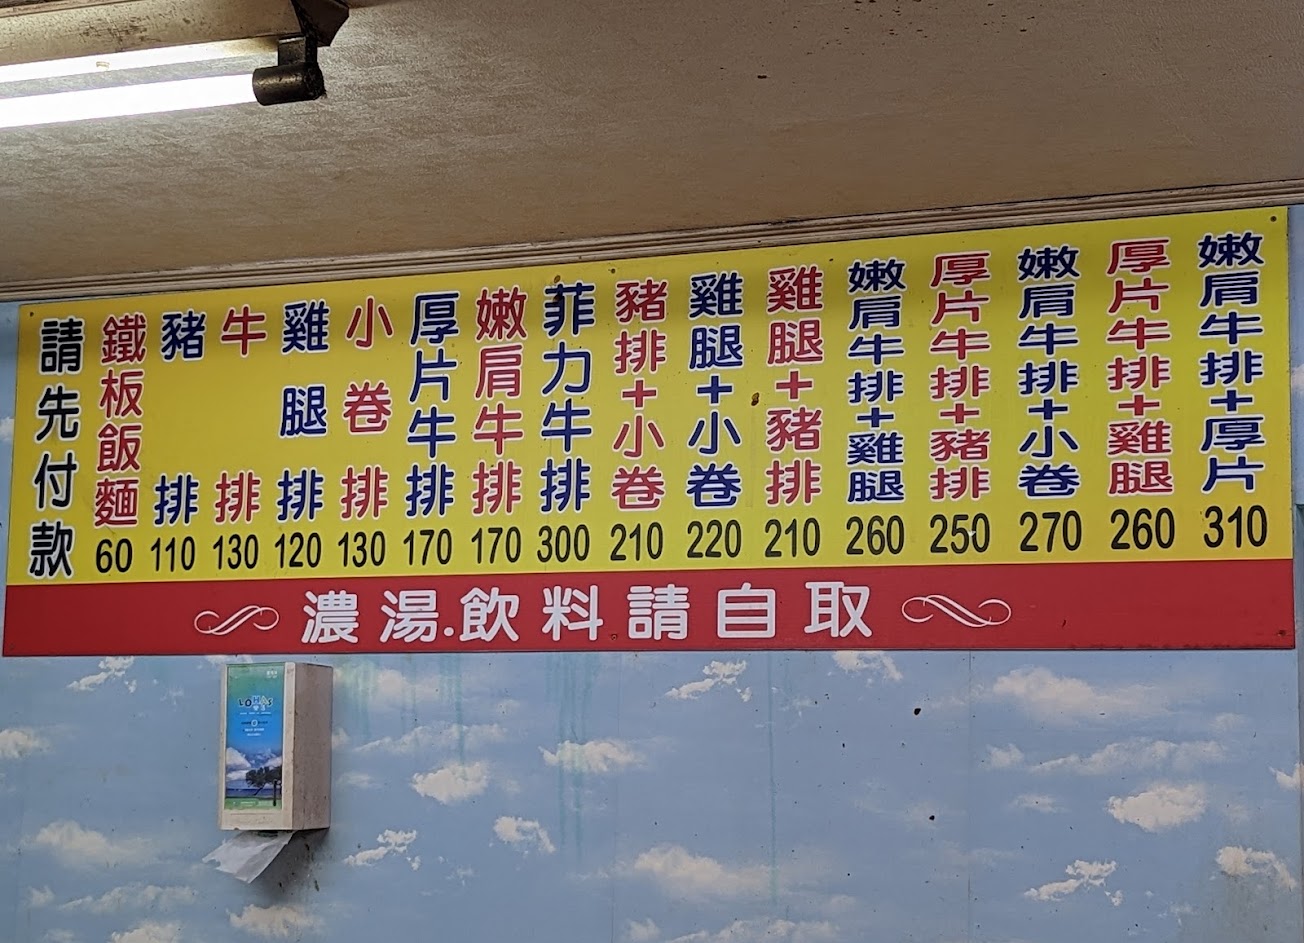 請先付款
鐵板飯麵 60
豬排 110
牛排 130
雞腿排 120
小卷排 130
厚片牛排 170
嫩肩牛排 170
菲力牛排 300
豬排+小卷 210
雞腿+小卷 220
雞腿+豬排 210
嫩肩牛排+雞腿 260
厚片牛排+豬排 250
嫩肩牛排+小卷 270
厚片牛排+雞腿 260
嫩肩牛排+厚片 310
濃湯.飲料請自取
LOHAS